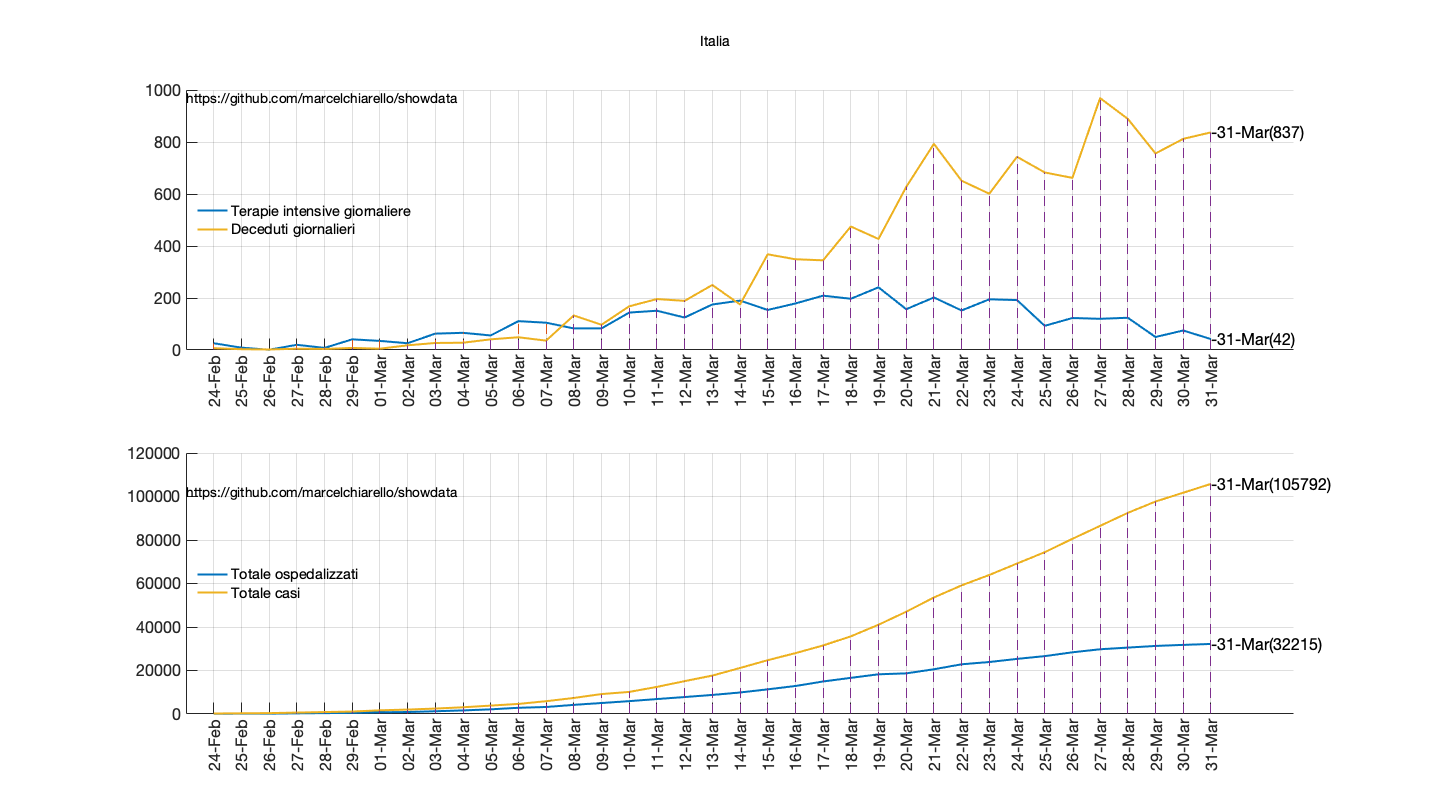 Italia
1000
https://github.com/marcelchiarello/showdata
800
600
400
200
0
Terapie intensive giornaliere
Deceduti giornalieri
-31-Mar(837)
-31-Mar(42)
24-Feb
25-Feb
26-Feb
27-Feb
28-Feb
29-Feb
01-Mar
02-Mar
03-Mar
04-Mar
05-Mar
06-Mar
07-Mar
08-Mar
09-Mar
10-Mar
11-Mar
12-Mar
13-Mar
14-Mar
15-Mar
16-Mar
17-Mar
18-Mar
19-Mar
20-Mar
21-Mar
22-Mar
23-Mar
24-Mar
25-Mar
26-Mar
27-Mar
28-Mar
29-Mar
30-Mar
31-Mar
120000
100000
https://github.com/marcelchiarello/showdata
80000
60000
40000
20000
0
Totale ospedalizzati
Totale casi
-31-Mar(105792)
-31-Mar(32215)
24-Feb
25-Feb
26-Feb
27-Feb
28-Feb
29-Feb
01-Mar
02-Mar
03-Mar
04-Mar
05-Mar
06-Mar
07-Mar
08-Mar
09-Mar
10-Mar
11-Mar
12-Mar
13-Mar
14-Mar
15-Mar
16-Mar
17-Mar
18-Mar
19-Mar
20-Mar
21-Mar
22-Mar
23-Mar
24-Mar
25-Mar
26-Mar
27-Mar
28-Mar
29-Mar
30-Mar
31-Mar